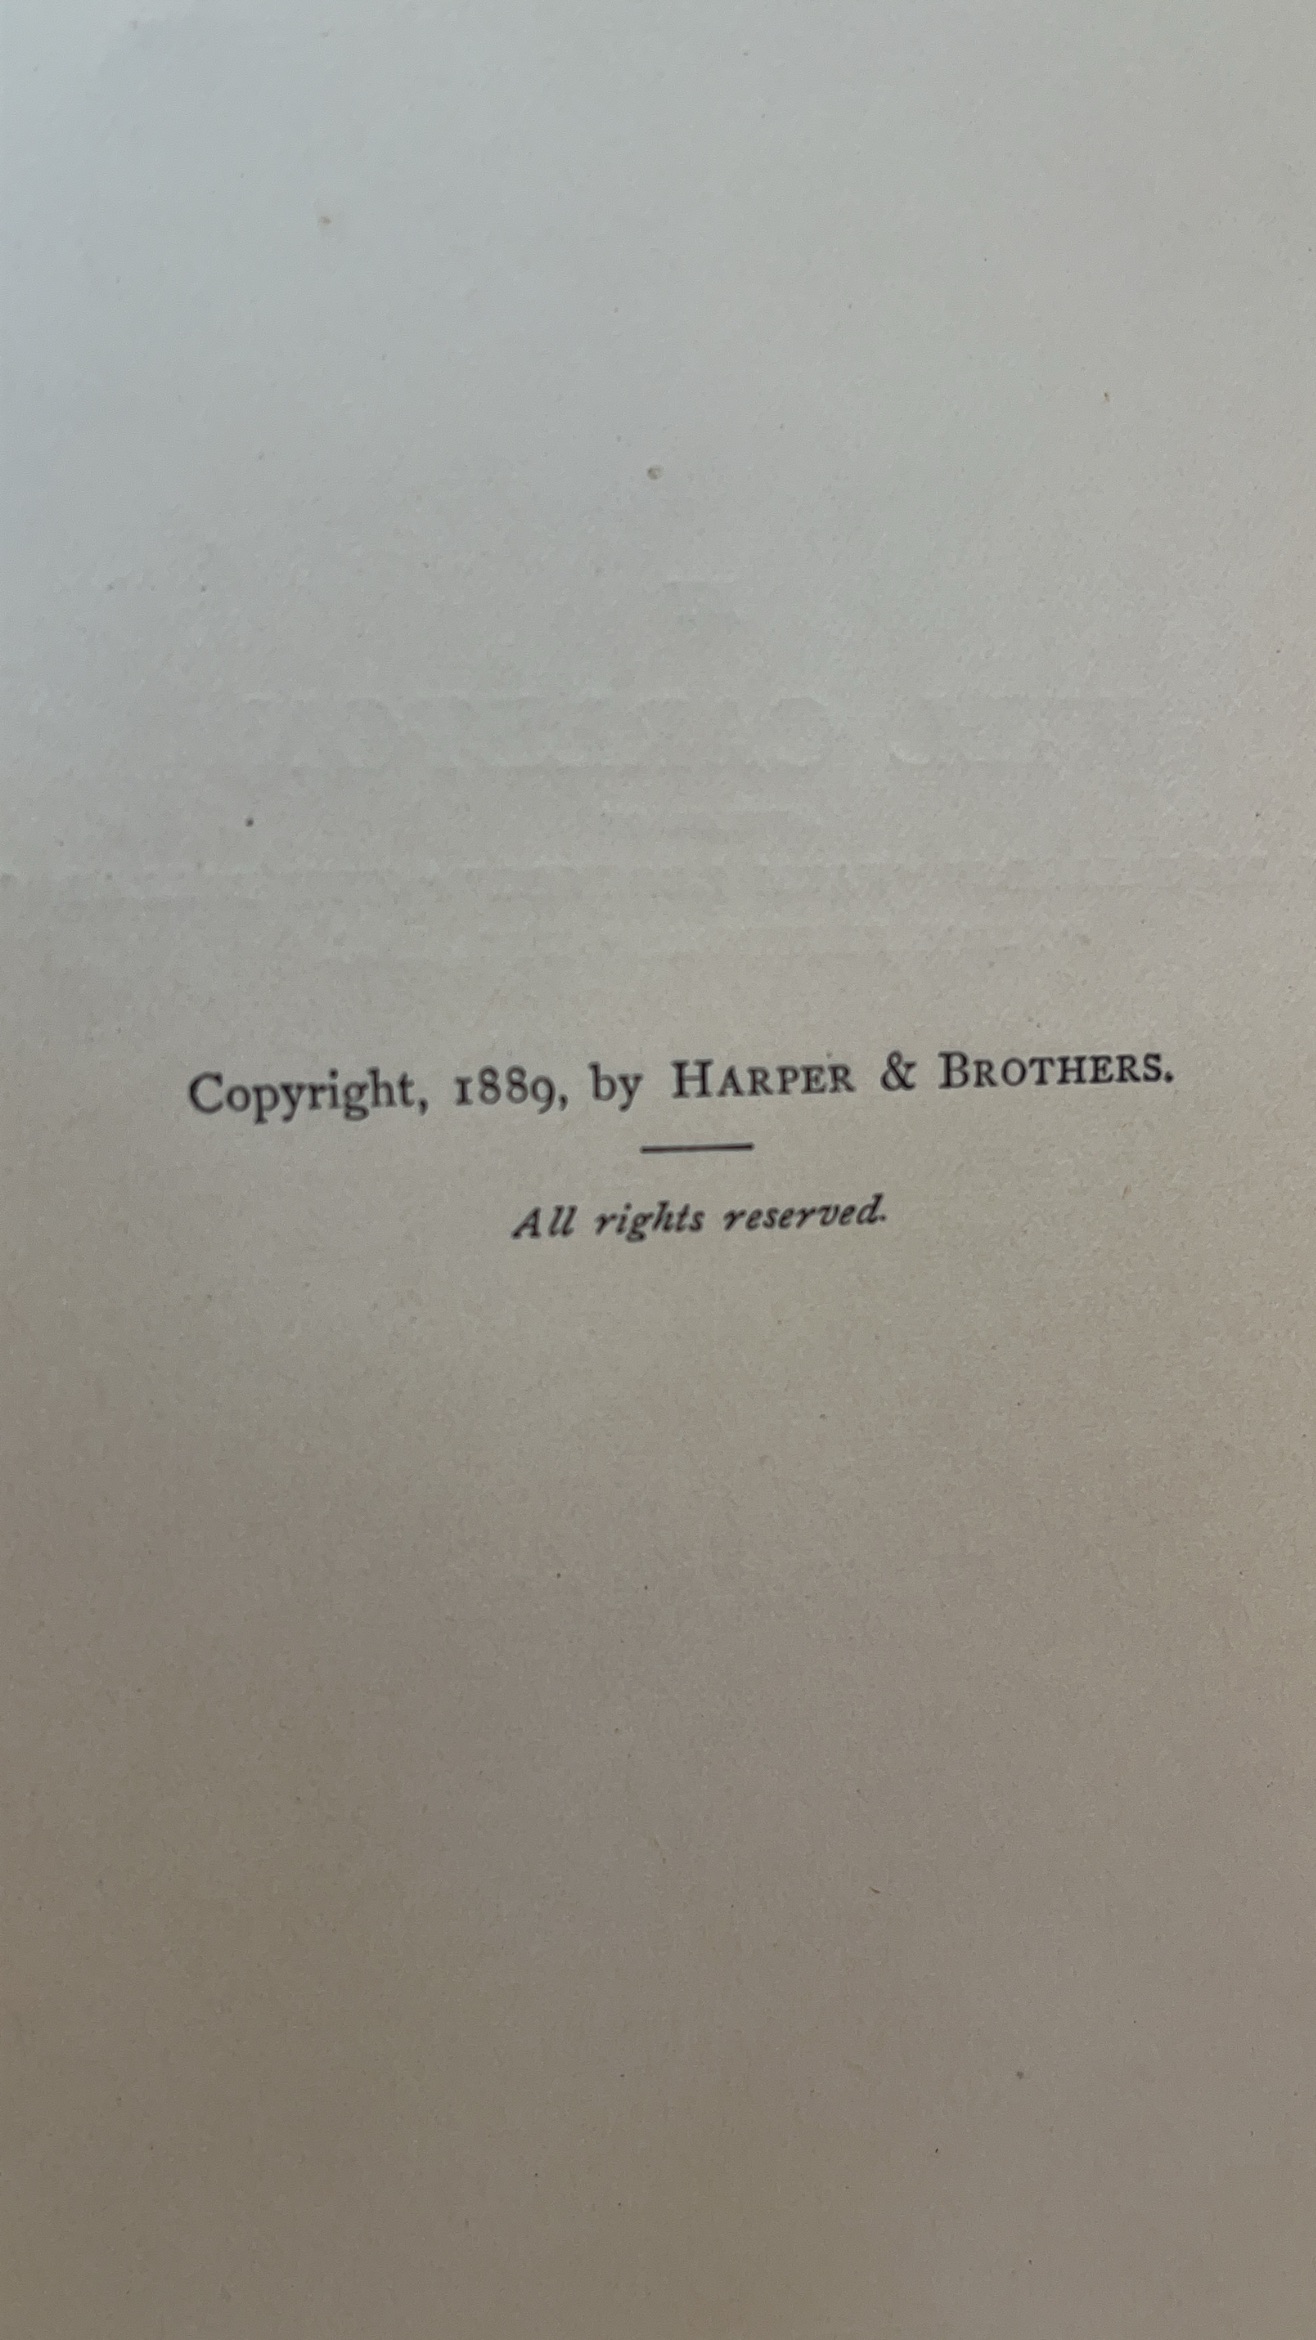 Copyright, 1889, by HARPER & BROTHERS.
All rights reserved.